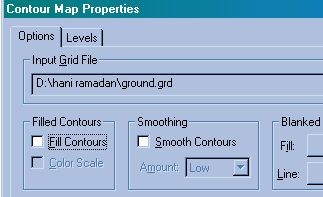 Contour Map Properties
Options Levels
Input Grid File
D:\hani ramadan\ground.grd
Filled Contours Smoothing Blanked
Fill Contours Smooth Contours Fill:
Color Scale Amount: Low Line: